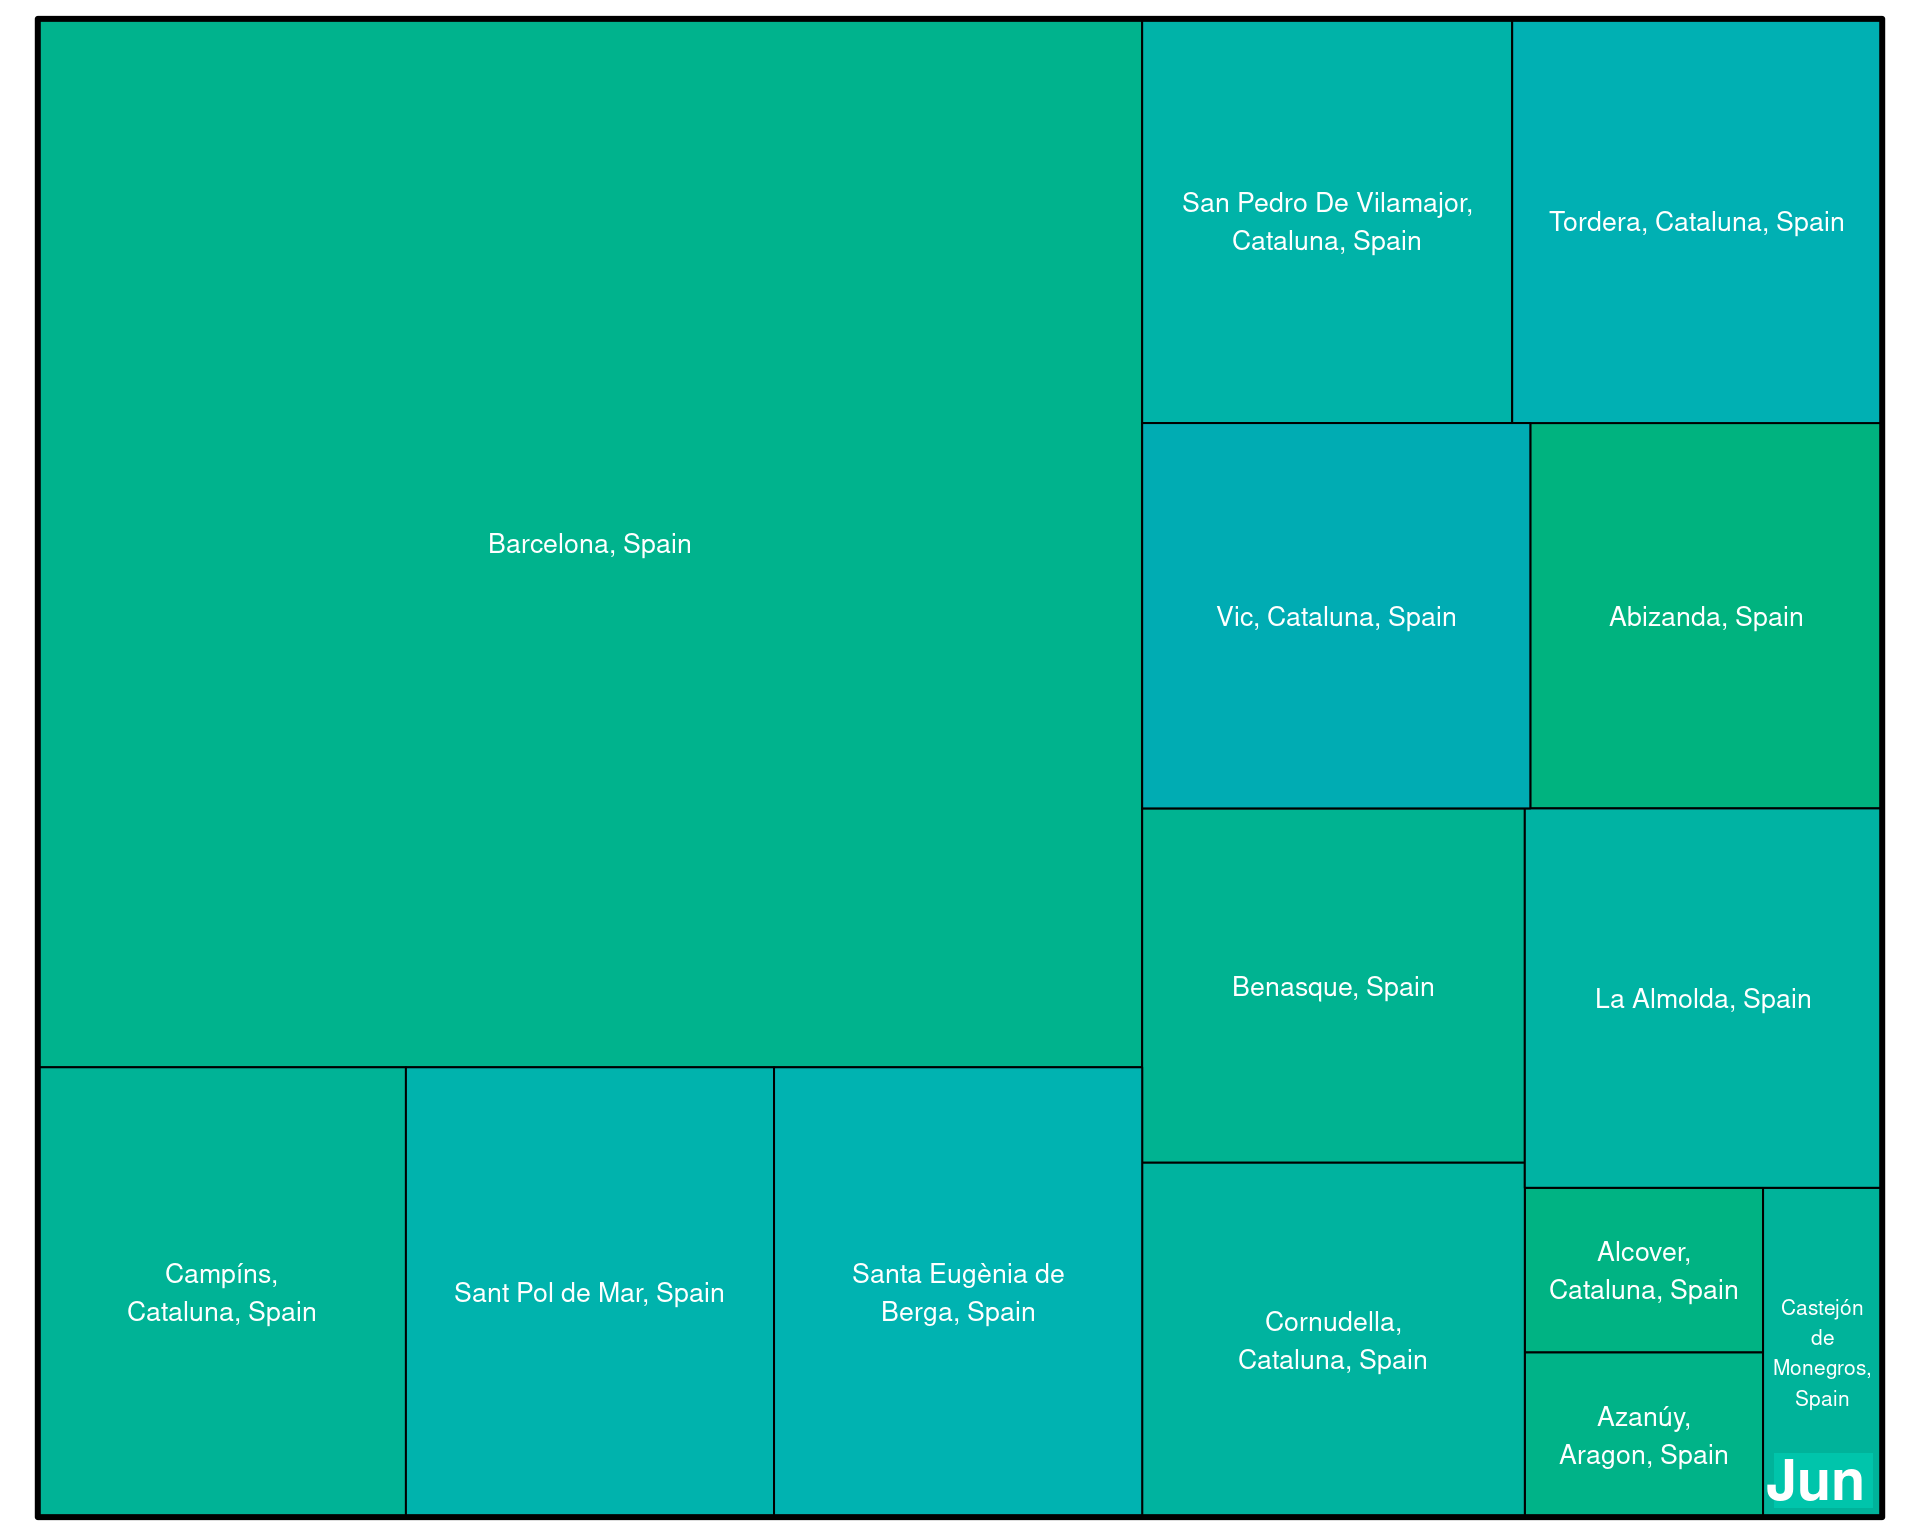 Barcelona, Spain
San Pedro De Vilamajor,
Cataluna, Spain
Tordera, Cataluna, Spain
Vic, Cataluna, Spain
Abizanda, Spain
Benasque, Spain
La Almolda, Spain
Campíns,
Cataluna, Spain
Sant Pol de Mar, Spain
Santa Eugènia de
Berga, Spain
Cornudella,
Cataluna, Spain
Alcover,
Cataluna, Spain
Azanúy,
Aragon, Spain
Castejón
de
Monegros,
Spain
Jun